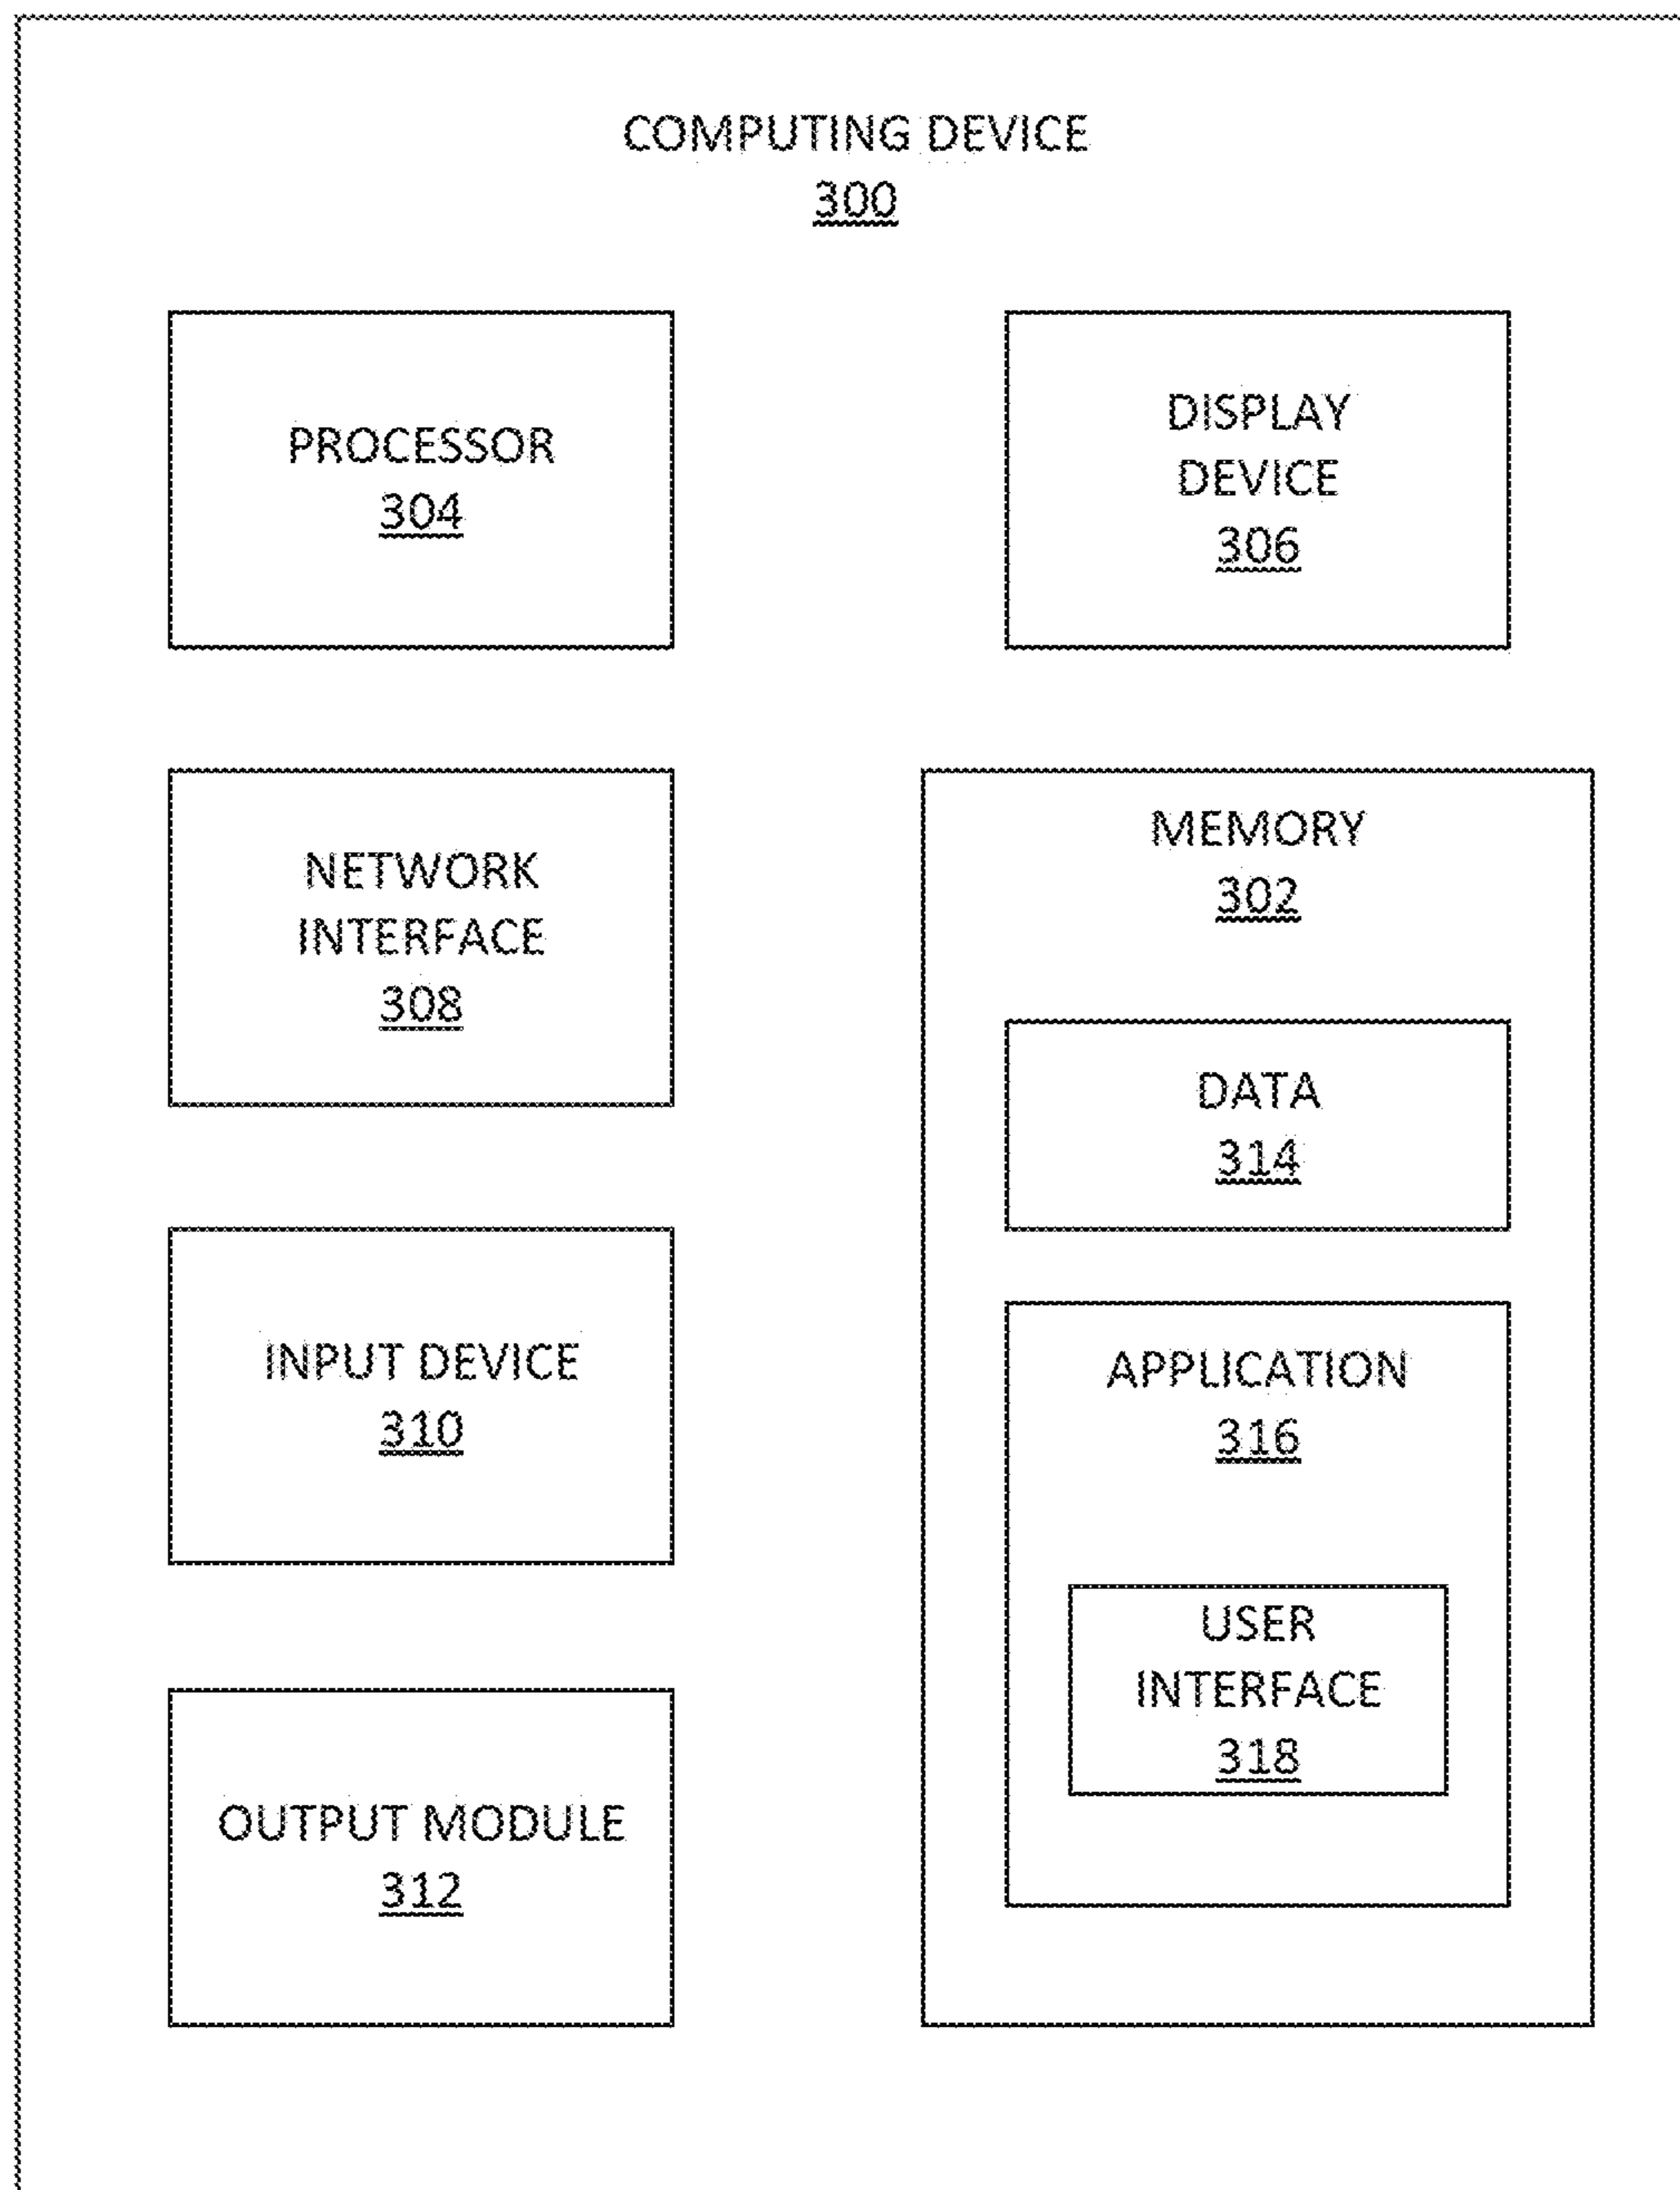 COMPUTING DEVICE
300
PROCESSOR
304
DISPLAY
DEVICE
306
NETWORK
INTERFACE
308
MEMORY
302
DATA
314
INPUT DEVICE
310
APPLICATION
316
USER
INTERFACE
318
OUTPUT MODULE
312